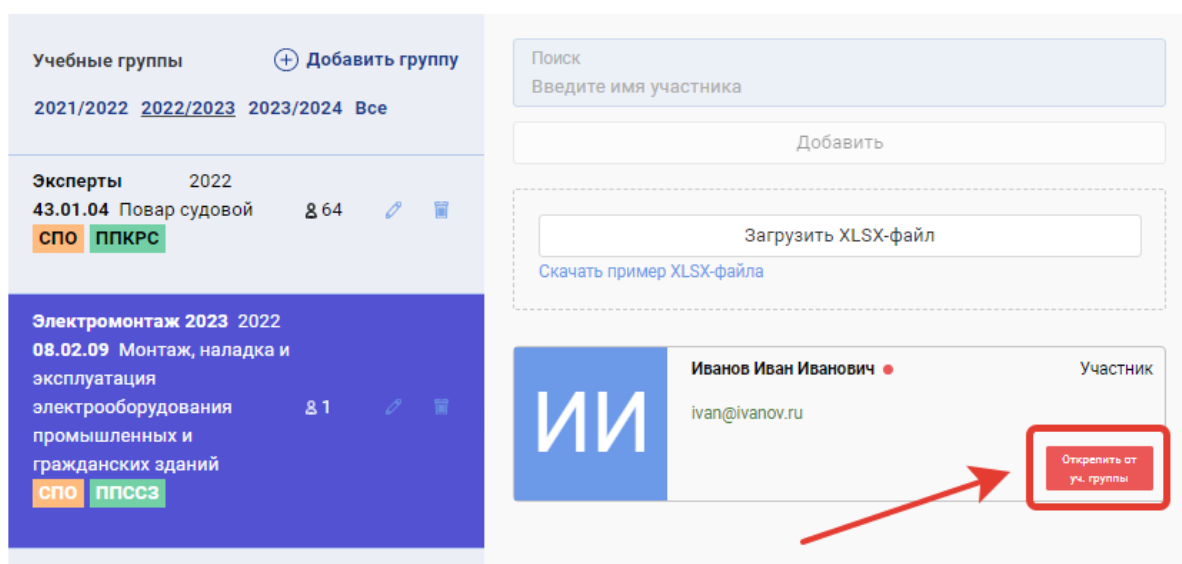 Учебные группы
Добавить группу
2021/2022 2022/2023 2023/2024 Все
Эксперты 2022
43.01.04 Повар судовой 64
СПО ППКРС
Электромонтаж 2023 2022
08.02.09 Монтаж, наладка и
эксплуатация
электрооборудования 1
промышленных и
гражданских зданий
СПО ППССЗ
Поиск
Введите имя участника
Добавить
Загрузить XLSX-файл
Скачать пример XLSX-файла
ИИ
Иванов Иван Иванович
Участник
ivan@ivanov.ru
Открепить от
уч. группы